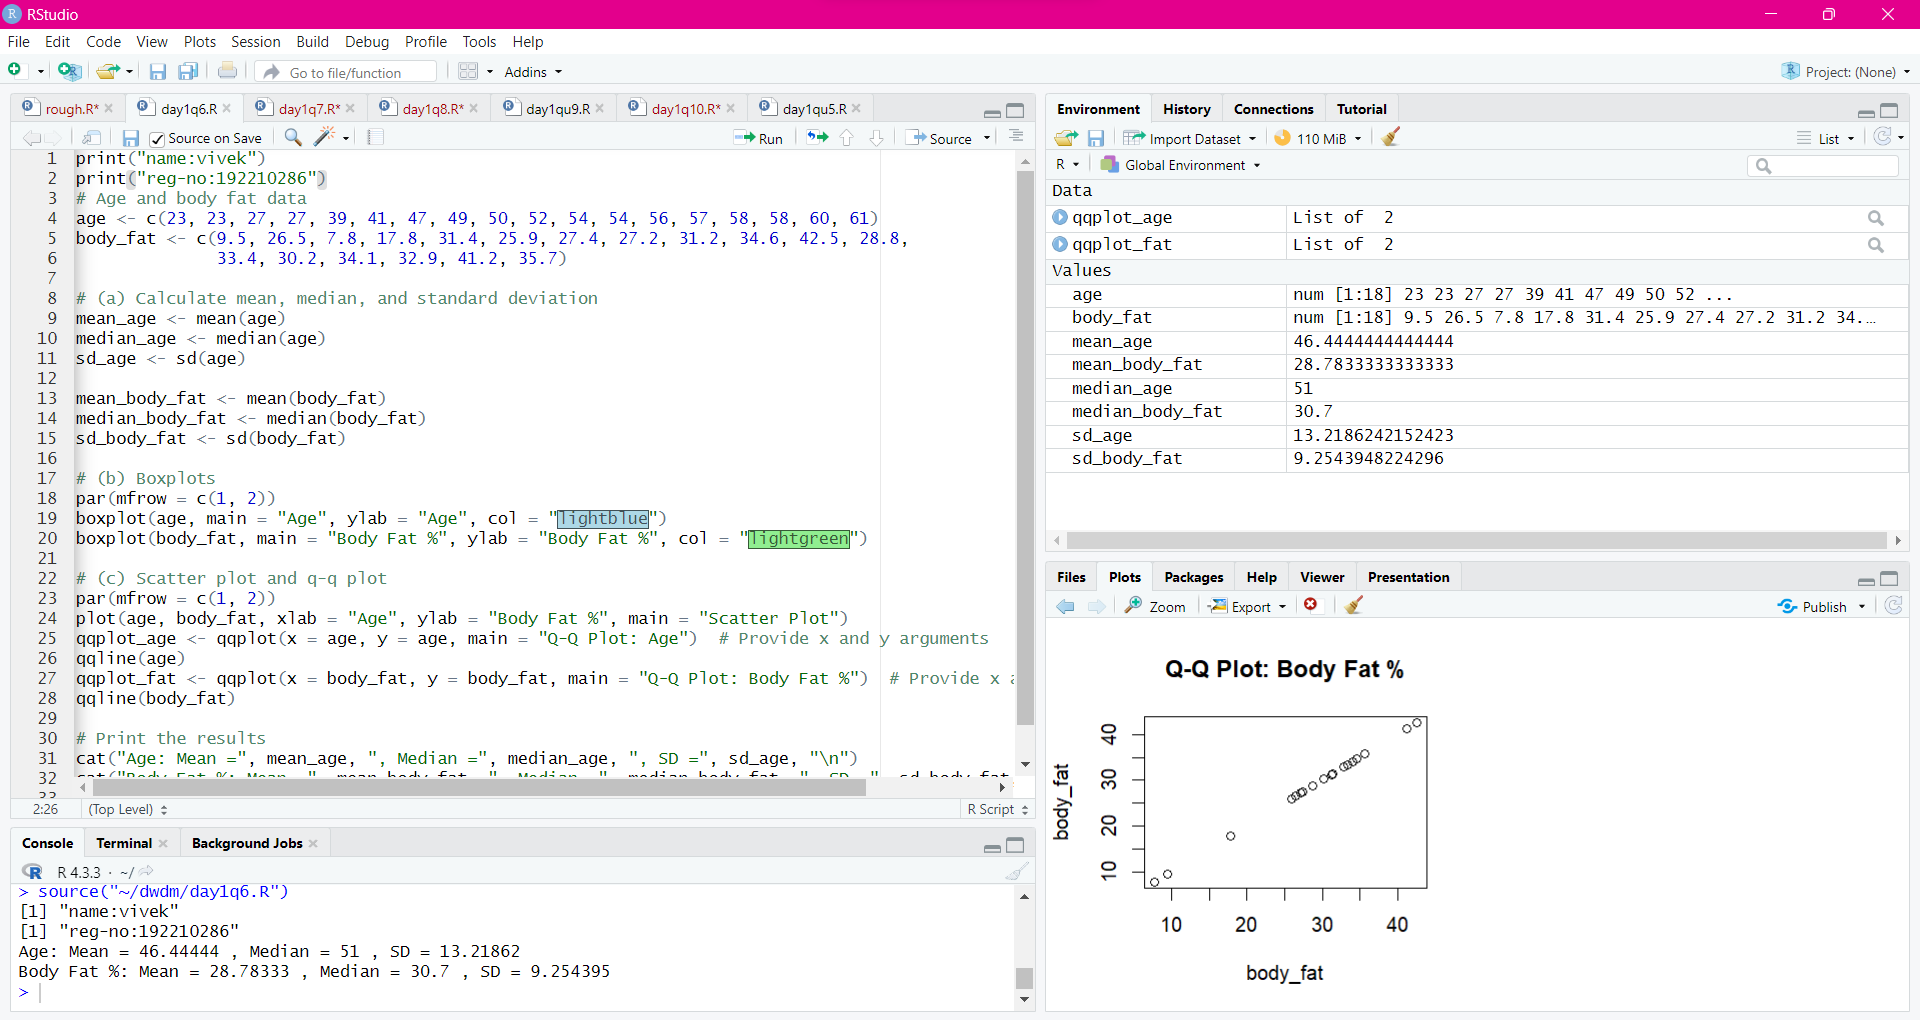 RStudio
File Edit Code View Plots Session Build Debug Profile Tools Help
Go to file/function Addins Project: (None)
rough.R* day1q6.R day1q7.R* day1q8.R* day1qu9.R day1q10.R* day1qu5.R
Source on Save Run Source
1 print("name:vivek")
2 print("reg-no:192210286")
3 # Age and body fat data
4 age <- c(23, 23, 27, 27, 39, 41, 47, 49, 50, 52, 54, 54, 56, 57, 58, 58, 60, 61)
5 body_fat <- c(9.5, 26.5, 7.8, 17.8, 31.4, 25.9, 27.4, 27.2, 31.2, 34.6, 42.5, 28.8,
6 33.4, 30.2, 34.1, 32.9, 41.2, 35.7)
7
8 # (a) Calculate mean, median, and standard deviation
9 mean_age <- mean(age)
10 median_age <- median(age)
11 sd_age <- sd(age)
12
13 mean_body_fat <- mean(body_fat)
14 median_body_fat <- median(body_fat)
15 sd_body_fat <- sd(body_fat)
16
17 # (b) Boxplots
18 par(mfrow = c(1, 2))
19 boxplot(age, main = "Age", ylab = "Age", col = "lightblue")
20 boxplot(body_fat, main = "Body Fat %", ylab = "Body Fat %", col = "lightgreen")
21
22 # (c) Scatter plot and q-q plot
23 par(mfrow = c(1, 2))
24 plot(age, body_fat, xlab = "Age", ylab = "Body Fat %", main = "Scatter Plot")
25 qqplot_age <- qqplot(x = age, y = age, main = "Q-Q Plot: Age") # Provide x and y arguments
26 qqline(age)
27 qqplot_fat <- qqplot(x = body_fat, y = body_fat, main = "Q-Q Plot: Body Fat %") # Provide x
28 qqline(body_fat)
29
30 # Print the results
31 cat("Age: Mean =", mean_age, ", Median =", median_age, ", SD =", sd_age, "\n")
32 cat("Body Fat %: Mean =", mean_body_fat, ", Median =", median_body_fat, ", SD =", sd_body_fat
33
2:26 (Top Level) R Script
Console Terminal Background Jobs
R 4.3.3 · ~/
> source("~/dwdm/day1q6.R")
[1] "name:vivek"
[1] "reg-no:192210286"
Age: Mean = 46.44444 , Median = 51 , SD = 13.21862
Body Fat %: Mean = 28.78333 , Median = 30.7 , SD = 9.254395
>
Environment History Connections Tutorial
Import Dataset 110 MiB List
R Global Environment
Data
qqplot_age List of 2
qqplot_fat List of 2
Values
age num [1:18] 23 23 27 27 39 41 47 49 50 52 ...
body_fat num [1:18] 9.5 26.5 7.8 17.8 31.4 25.9 27.4 27.2 31.2 34....
mean_age 46.4444444444444
mean_body_fat 28.7833333333333
median_age 51
median_body_fat 30.7
sd_age 13.2186242152423
sd_body_fat 9.2543948224296
Files Plots Packages Help Viewer Presentation
Zoom Export Publish
Q-Q Plot: Body Fat %
body_fat
40
30
20
10
10 20 30 40
body_fat